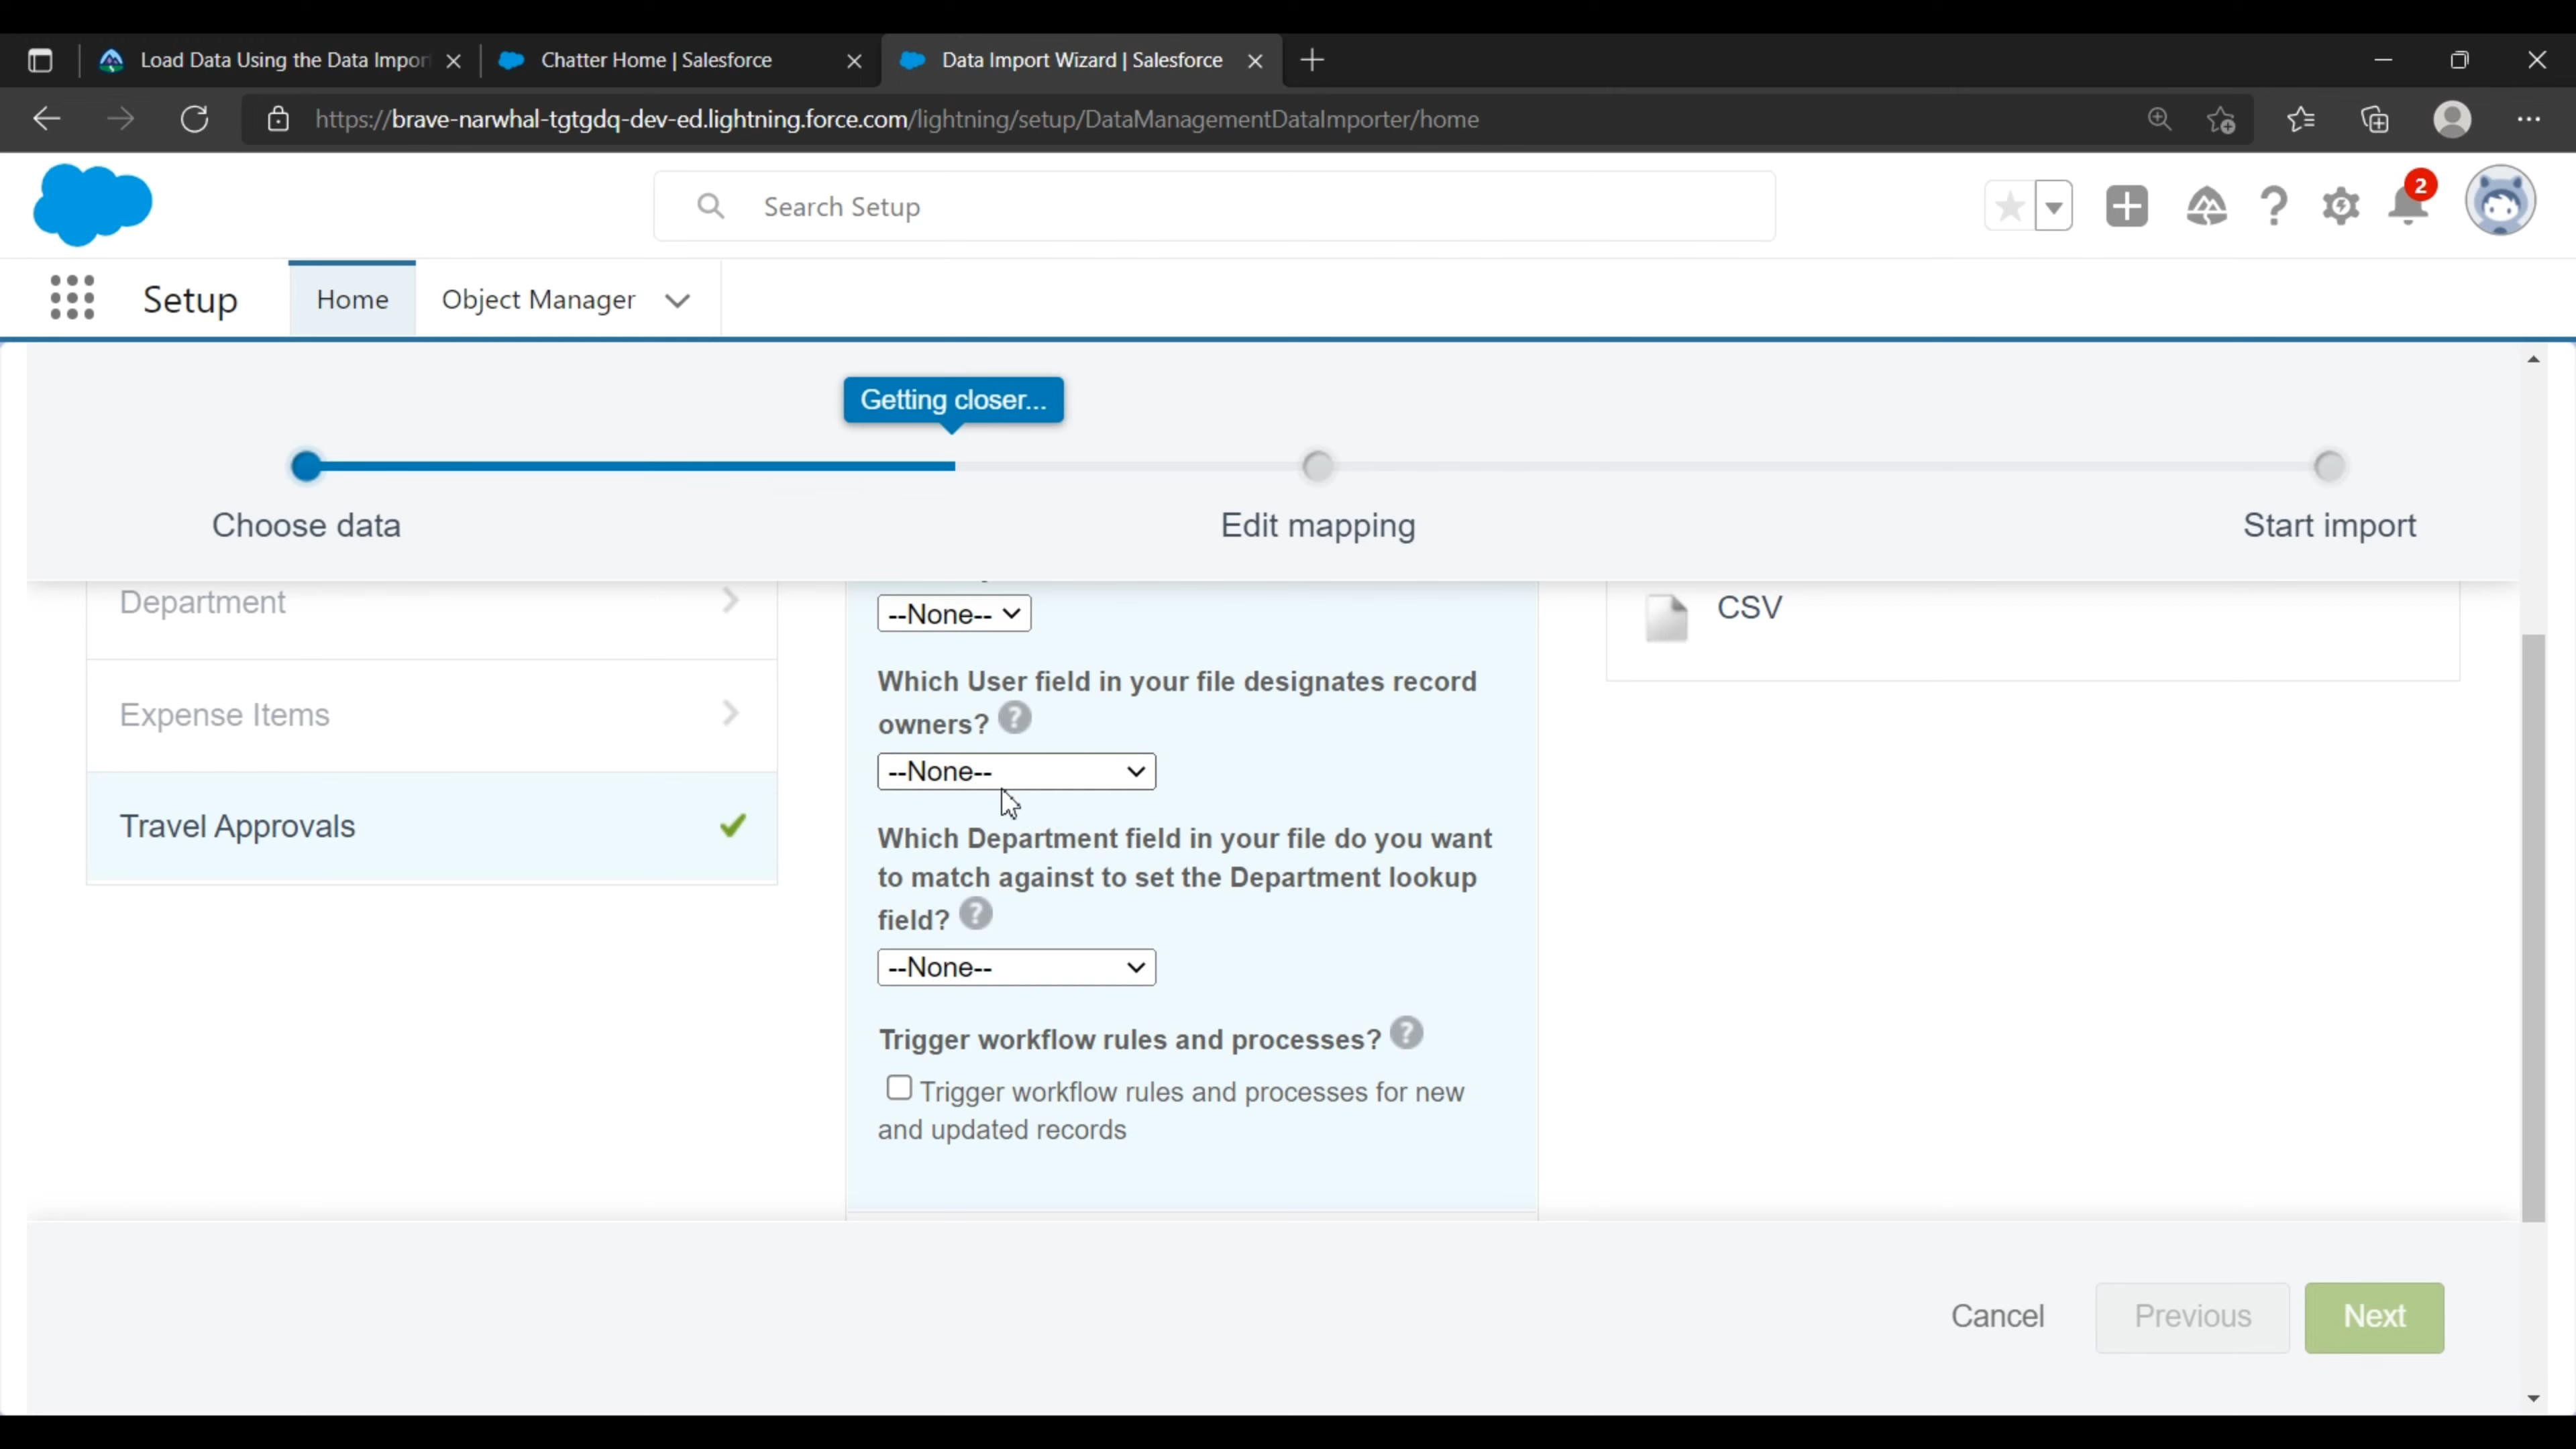 Load Data Using the Data Impor
Chatter Home | Salesforce
Data Import Wizard | Salesforce
https://brave-narwhal-tgtgdq-dev-ed.lightning.force.com/lightning/setup/DataManagementDataImporter/home
Search Setup
2
Setup
Home
Object Manager
Getting closer...
Choose data
Edit mapping
Start import
Department
Expense Items
Travel Approvals
--None--
Which User field in your file designates record
owners? ?
--None--
Which Department field in your file do you want
to match against to set the Department lookup
field? ?
--None--
Trigger workflow rules and processes? ?
Trigger workflow rules and processes for new
and updated records
CSV
Cancel
Previous
Next